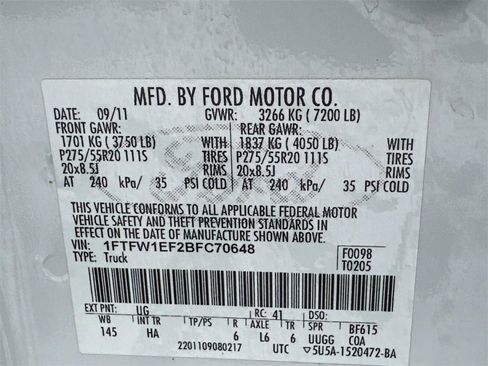 MFD. BY FORD MOTOR CO.
DATE: 09/11 GVWR: 3266 KG ( 7200 LB)
FRONT GAWR: REAR GAWR:
1701 KG ( 3750 LB) WITH 1837 KG ( 4050 LB) WITH
P275/55R20 111S TIRES P275/55R20 111S TIRES
20x8.5J RIMS 20x8.5J RIMS
AT 240 kPa/ 35 PSI COLD AT 240 kPa/ 35 PSI COLD
THIS VEHICLE CONFORMS TO ALL APPLICABLE FEDERAL MOTOR
VEHICLE SAFETY AND THEFT PREVENTION STANDARDS IN
EFFECT ON THE DATE OF MANUFACTURE SHOWN ABOVE.
VIN: 1FTFW1EF2BFC70648 F0098
TYPE: Truck T0205
EXT PNT: UG RC: 41 DSO:
WB INT TR TP/PS R AXLE TR SPR BF615
145 HA 6 L6 6 UUGG COA
2201109080217 UTC ▽5U5A-1520472-BA